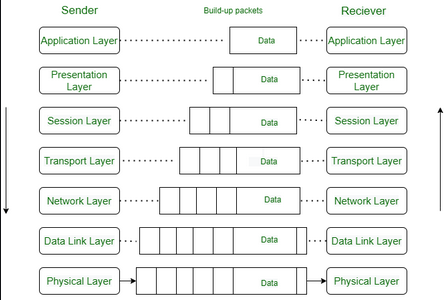 Sender Build-up packets Reciever
Application Layer Data Application Layer
Presentation Layer Data Presentation Layer
Session Layer Data Session Layer
Transport Layer Data Transport Layer
Network Layer Data Network Layer
Data Link Layer Data Data Link Layer
Physical Layer Data Physical Layer